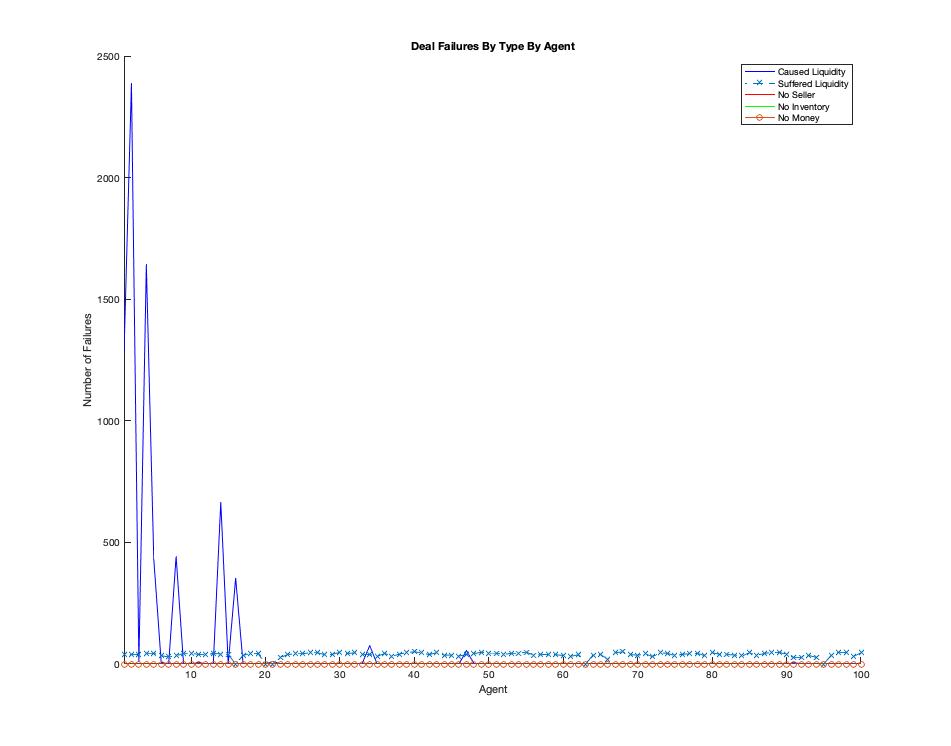 Deal Failures By Type By Agent
2500
2000
1500
1000
500
0
Number of Failures
Caused Liquidity
Suffered Liquidity
No Seller
No Inventory
No Money
10 20 30 40 50 60 70 80 90 100
Agent